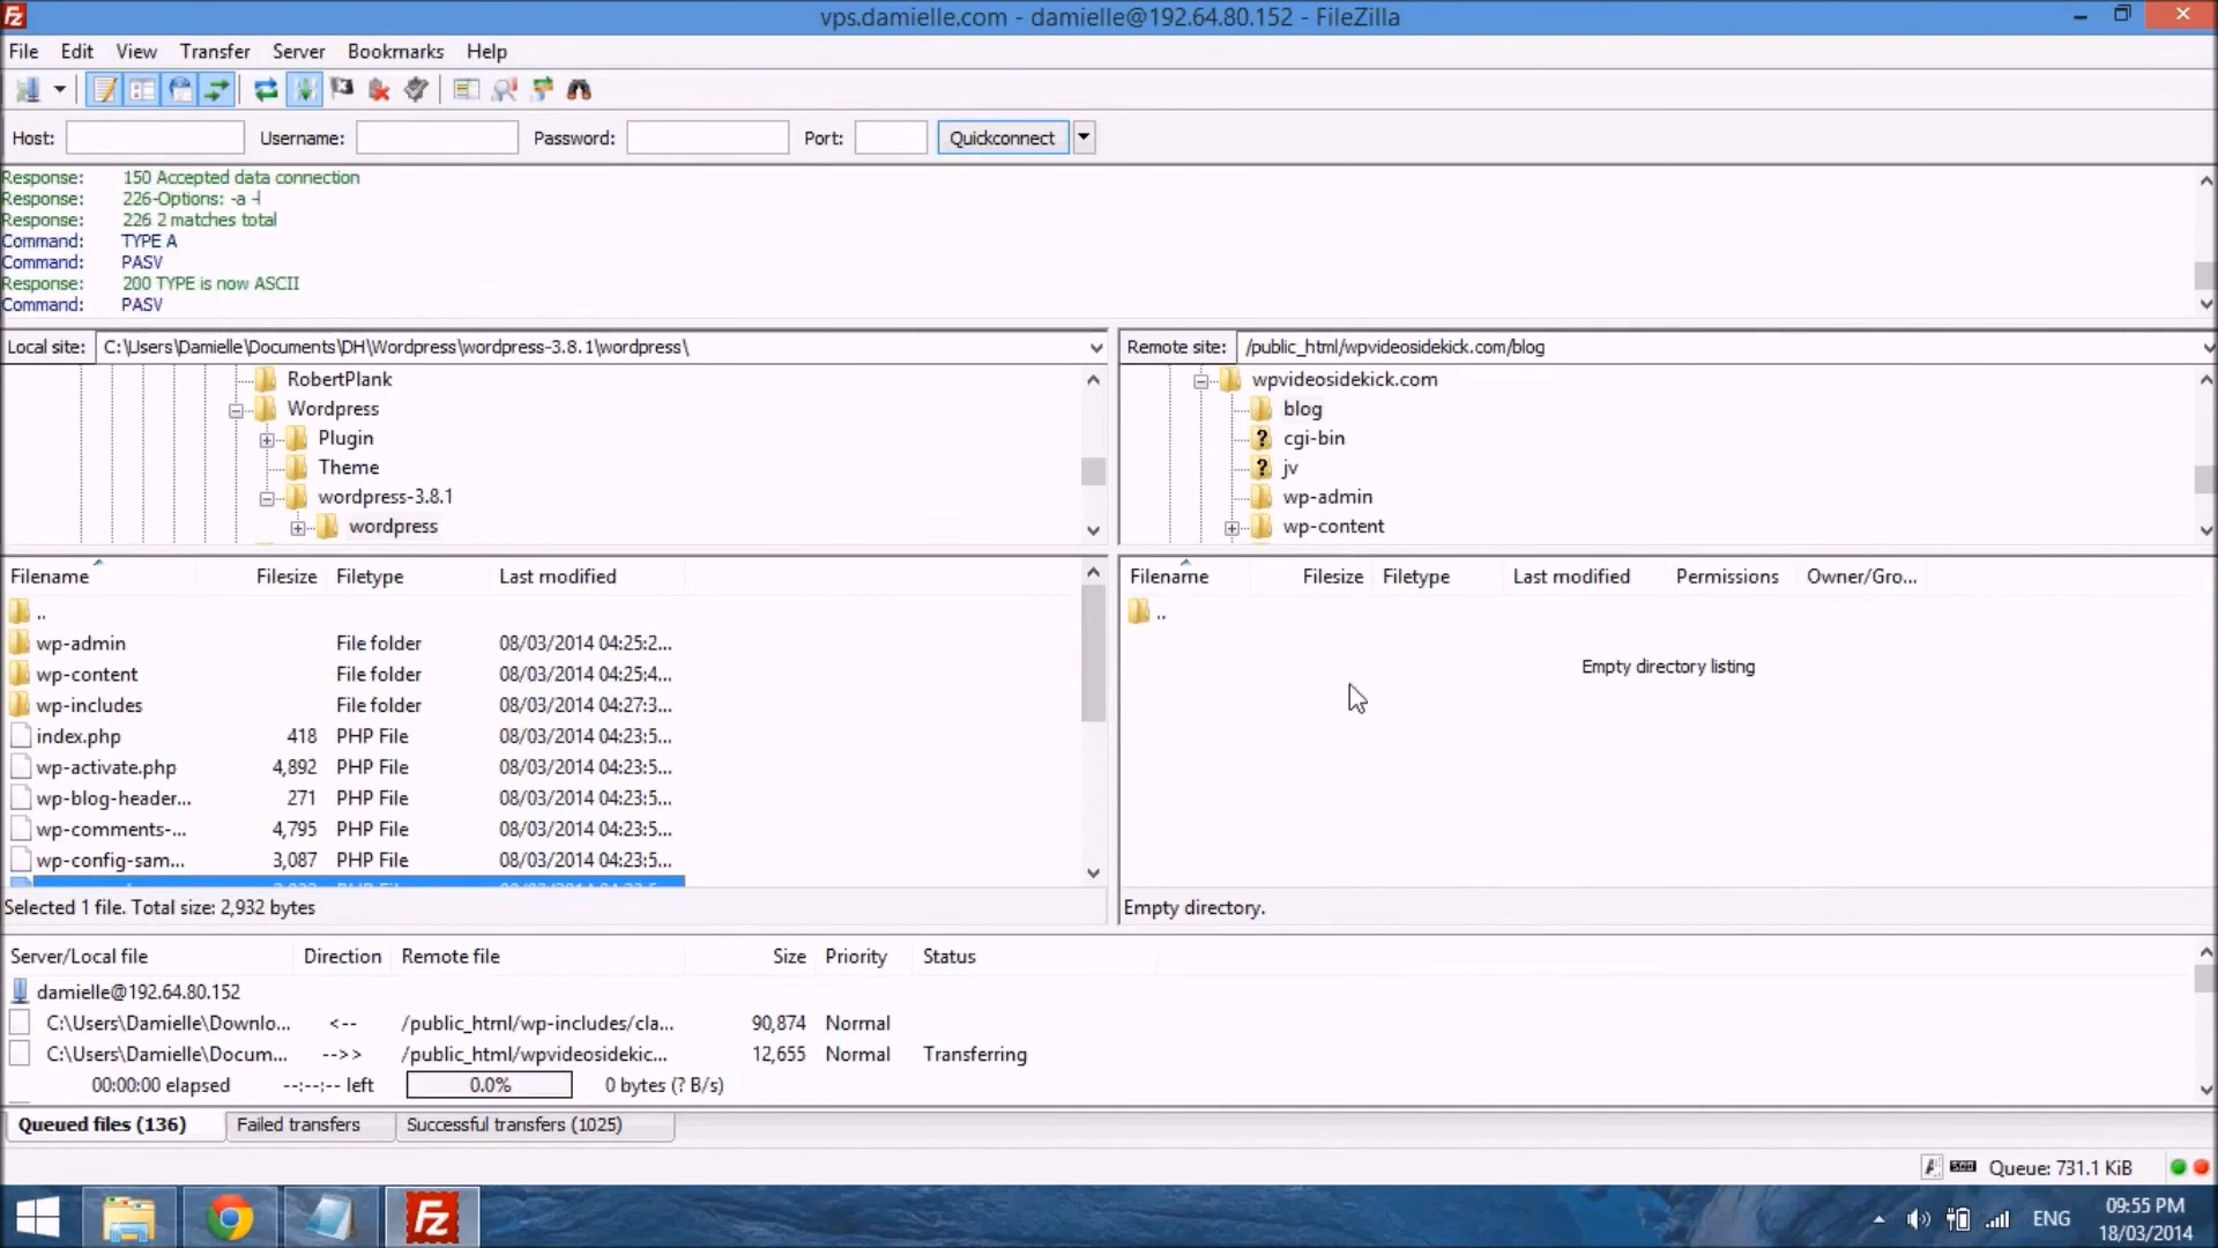 vps.damielle.com - damielle@192.64.80.152 - FileZilla
File Edit View Transfer Server Bookmarks Help
Host: Username: Password: Port: Quickconnect
Response: 150 Accepted data connection
Response: 226-Options: -a -l
Response: 226 2 matches total
Command: TYPE A
Command: PASV
Response: 200 TYPE is now ASCII
Command: PASV
Local site: C:\Users\Damielle\Documents\DH\Wordpress\wordpress-3.8.1\wordpress\
RobertPlank
Wordpress
Plugin
Theme
wordpress-3.8.1
wordpress
Remote site: /public_html/wpvideosidekick.com/blog
wpvideosidekick.com
blog
? cgi-bin
? jv
wp-admin
wp-content
Filename Filesize Filetype Last modified
..
wp-admin File folder 08/03/2014 04:25:2...
wp-content File folder 08/03/2014 04:25:4...
wp-includes File folder 08/03/2014 04:27:3...
index.php 418 PHP File 08/03/2014 04:23:5...
wp-activate.php 4,892 PHP File 08/03/2014 04:23:5...
wp-blog-header... 271 PHP File 08/03/2014 04:23:5...
wp-comments-... 4,795 PHP File 08/03/2014 04:23:5...
wp-config-sam... 3,087 PHP File 08/03/2014 04:23:5...
Selected 1 file. Total size: 2,932 bytes
Filename Filesize Filetype Last modified Permissions Owner/Gro...
..
Empty directory listing
Empty directory.
Server/Local file Direction Remote file Size Priority Status
damielle@192.64.80.152
C:\Users\Damielle\Downlo... <-- /public_html/wp-includes/cla... 90,874 Normal
C:\Users\Damielle\Docum... -->> /public_html/wpvideosidekic... 12,655 Normal Transferring
00:00:00 elapsed --:--:-- left 0.0% 0 bytes (? B/s)
Queued files (136) Failed transfers Successful transfers (1025)
Queue: 731.1 KiB
ENG
09:55 PM
18/03/2014